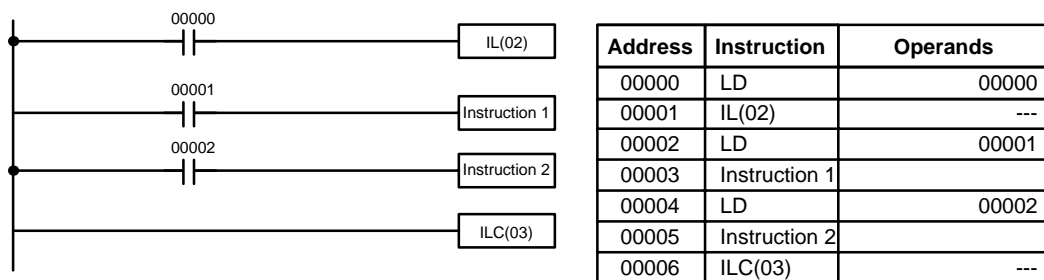 00000
IL(02)
00001
Instruction 1
00002
Instruction 2
ILC(03)
Address Instruction Operands
00000 LD 00000
00001 IL(02) ---
00002 LD 00001
00003 Instruction 1
00004 LD 00002
00005 Instruction 2
00006 ILC(03) ---